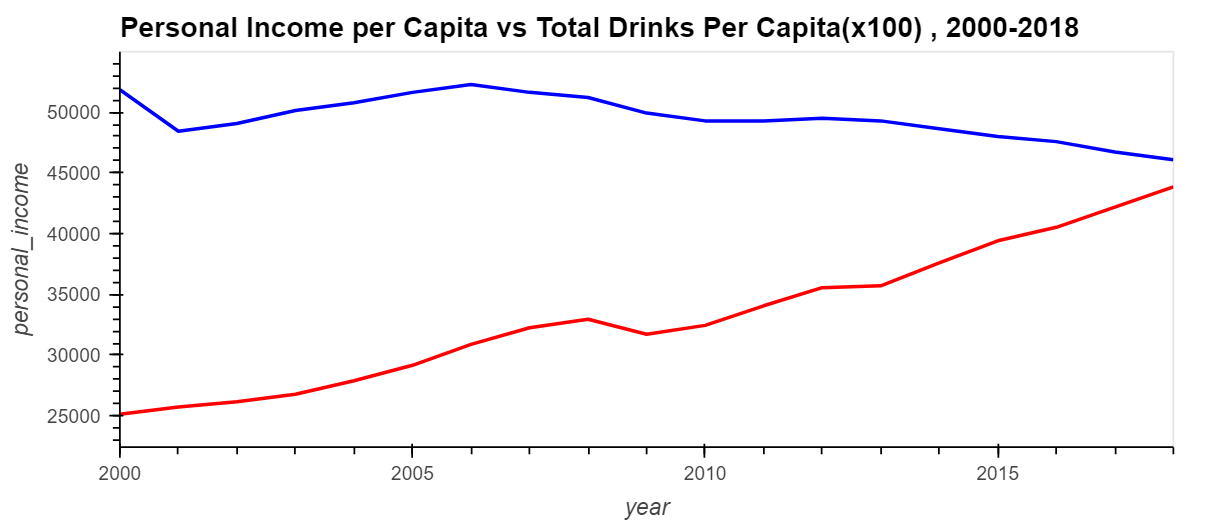 Personal Income per Capita vs Total Drinks Per Capita(x100) , 2000-2018
50000
45000
40000
35000
30000
25000
personal_income
2000 2005 2010 2015
year